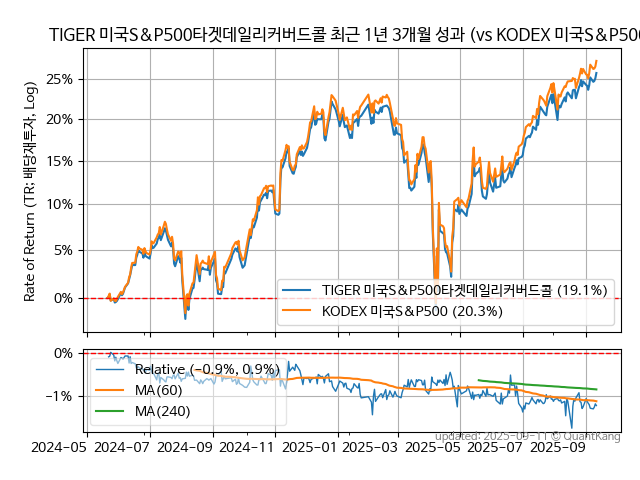 TIGER 미국S&P500타겟데일리커버드콜 최근 1년 3개월 성과 (vs KODEX 미국S&P500
Rate of Return (TR: 배당재투자, Log)
25%
20%
15%
10%
5%
0%
TIGER 미국S&P500타겟데일리커버드콜 (19.1%)
KODEX 미국S&P500 (20.3%)
0%
−1%
Relative (−0.9%, 0.9%)
MA(60)
MA(240)
2024-05 2024-07 2024-09 2024-11 2025-01 2025-03 2025-05 2025-07 2025-09
updated: 2025-09-11 © QuantKang